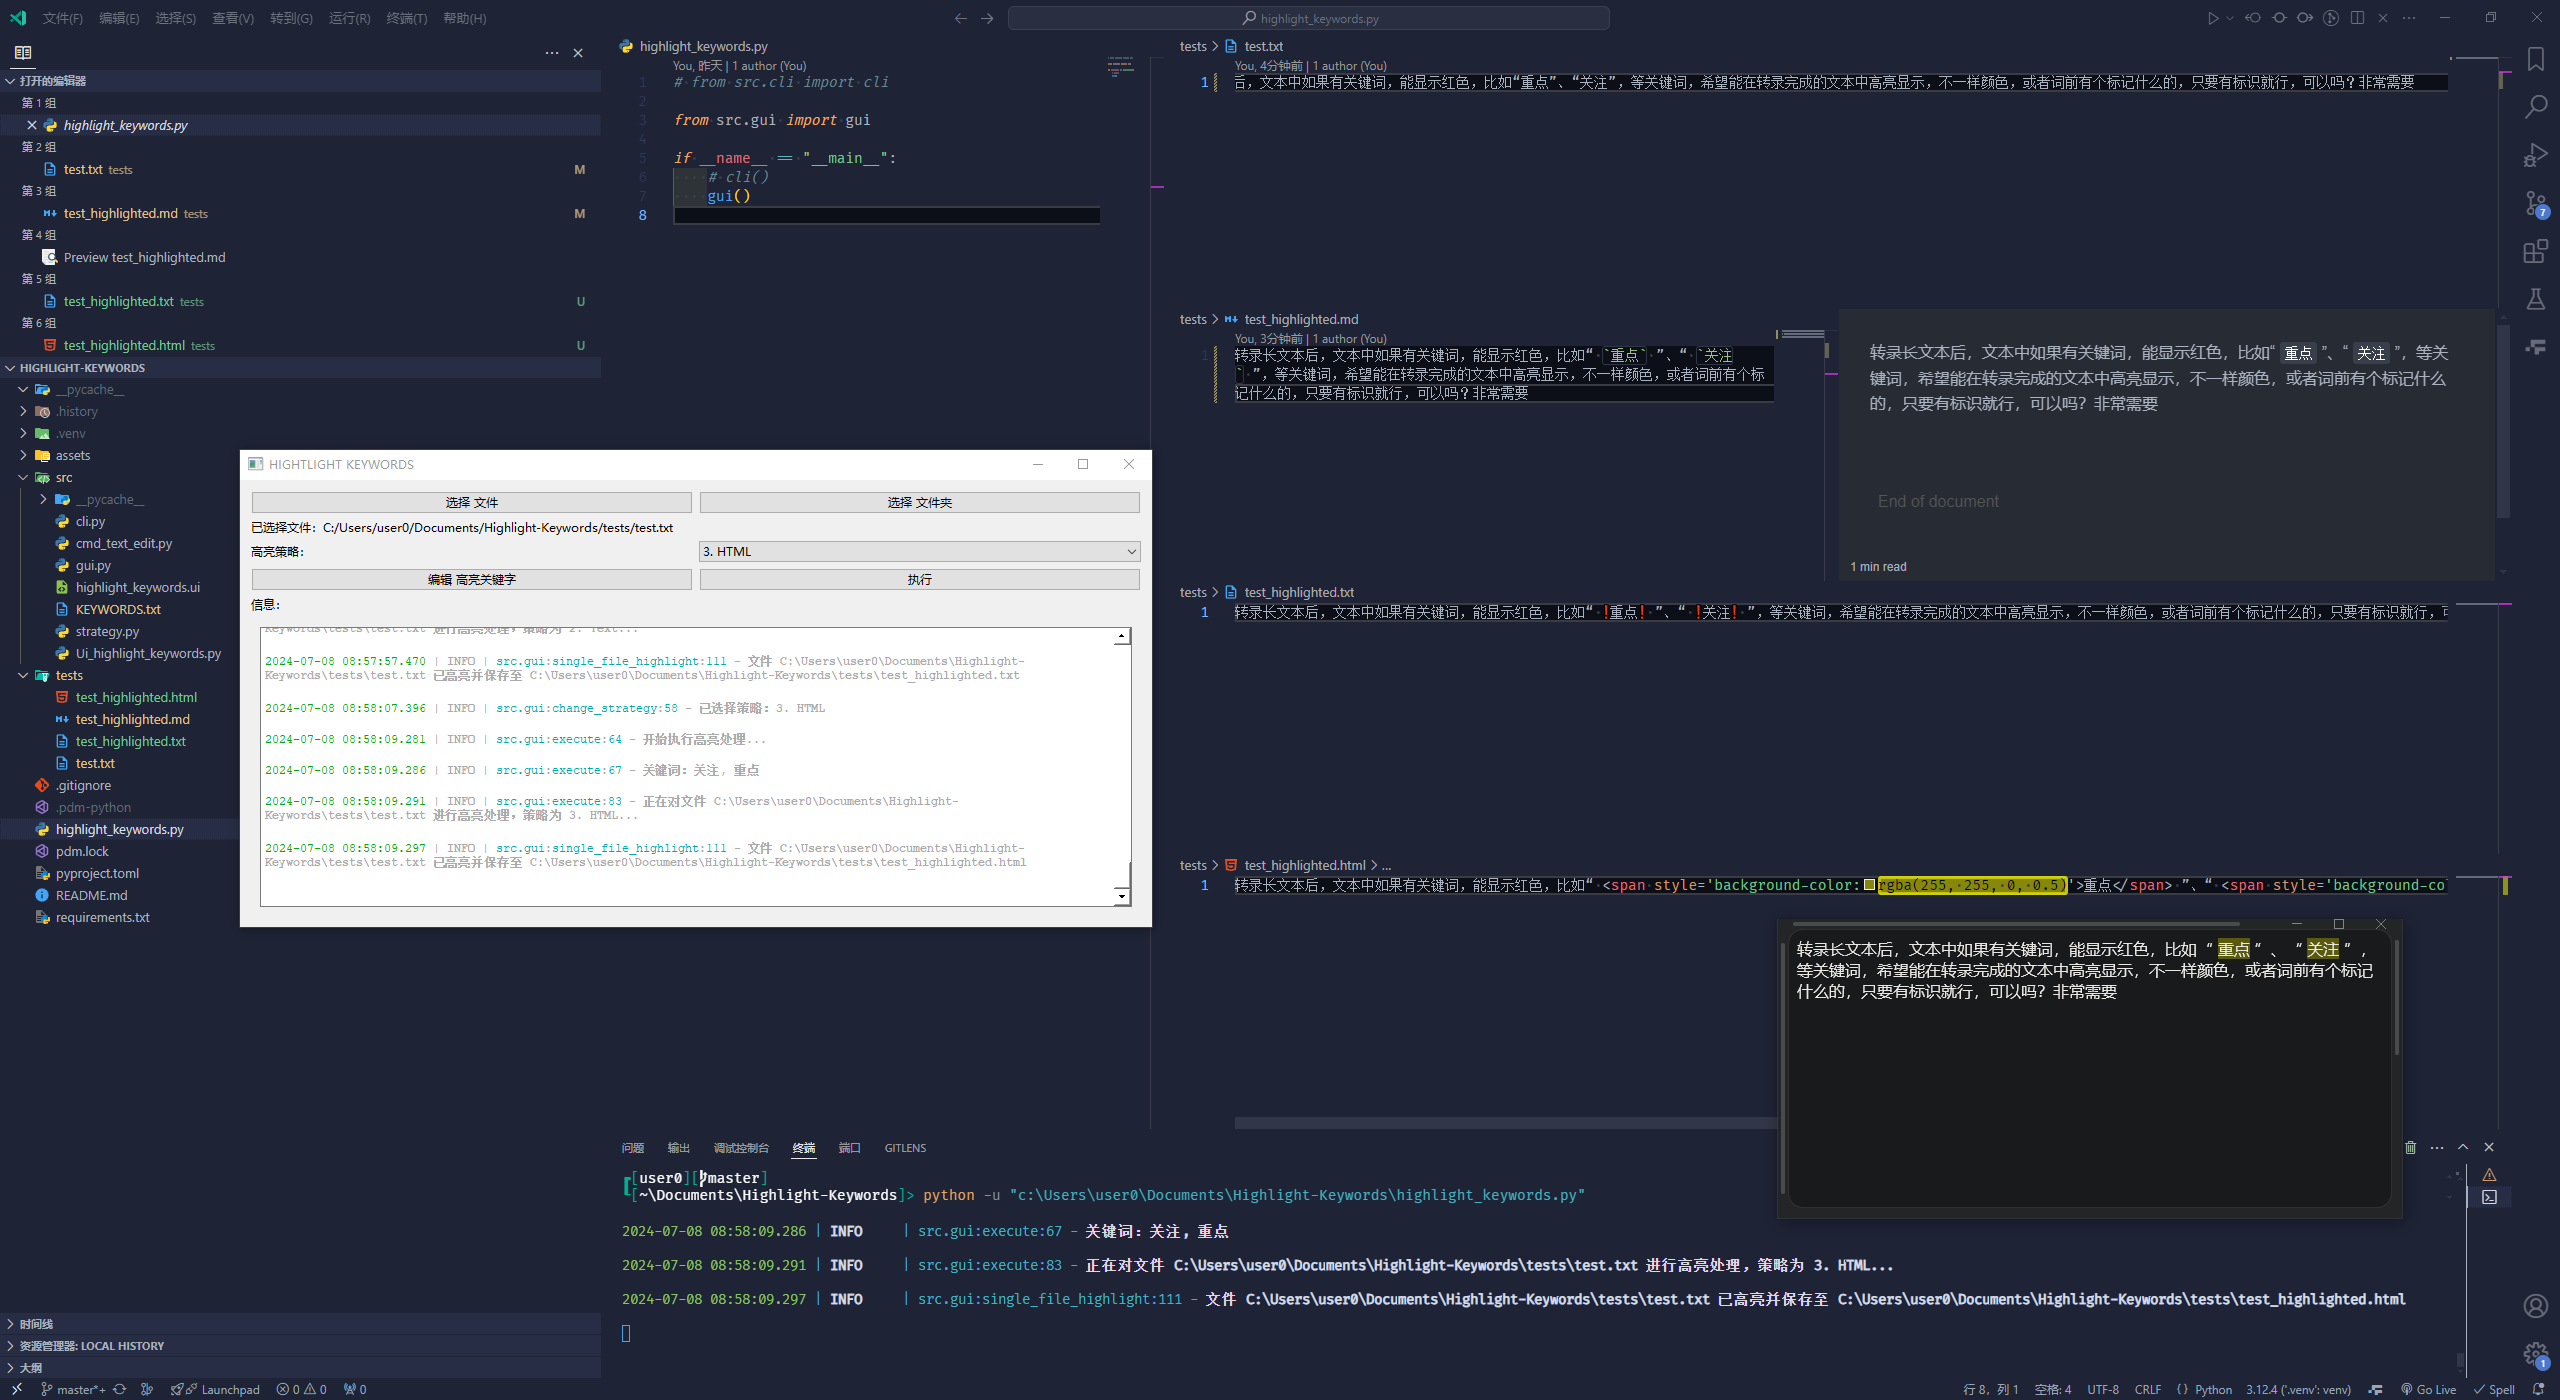 文件(F) 编辑(E) 选择(S) 查看(V) 转到(G) 运行(R) 终端(T) 帮助(H)
highlight_keywords.py
打开的编辑器
第 1 组
highlight_keywords.py
第 2 组
test.txt tests M
第 3 组
test_highlighted.md tests M
第 4 组
Preview test_highlighted.md
第 5 组
test_highlighted.txt tests U
第 6 组
test_highlighted.html tests U
HIGHLIGHT-KEYWORDS
__pycache__
.history
.venv
assets
src
__pycache__
cli.py
cmd_text_edit.py
gui.py
highlight_keywords.ui
KEYWORDS.txt
strategy.py
Ui_highlight_keywords.py
tests
test_highlighted.html
test_highlighted.md
test_highlighted.txt
test.txt
.gitignore
.pdm-python
highlight_keywords.py
pdm.lock
pyproject.toml
README.md
requirements.txt
时间线
资源管理器: LOCAL HISTORY
大纲
highlight_keywords.py
You, 昨天 | 1 author (You)
1 # from src.cli import cli
2
3 from src.gui import gui
4
5 if __name__ == "__main__":
6 # cli()
7 gui()
8
tests > test.txt
You, 4分钟前 | 1 author (You)
1 后，文本中如果有关键词，能显示红色，比如“重点”、“关注”，等关键词，希望能在转录完成的文本中高亮显示，不一样颜色，或者词前有个标记什么的，只要有标识就行，可以吗？非常需要
tests > test_highlighted.md
You, 3分钟前 | 1 author (You)
1 转录长文本后，文本中如果有关键词，能显示红色，比如“ `重点` ”、“ `关注
` ”，等关键词，希望能在转录完成的文本中高亮显示，不一样颜色，或者词前有个标
记什么的，只要有标识就行，可以吗？非常需要
转录长文本后，文本中如果有关键词，能显示红色，比如“ 重点 ”、“ 关注 ”，等关
键词，希望能在转录完成的文本中高亮显示，不一样颜色，或者词前有个标记什么
的，只要有标识就行，可以吗？非常需要
End of document
1 min read
tests > test_highlighted.txt
1 转录长文本后，文本中如果有关键词，能显示红色，比如“ ❗重点❗ ”、“ ❗关注❗ ”，等关键词，希望能在转录完成的文本中高亮显示，不一样颜色，或者词前有个标记什么的，只要有标识就行，
tests > test_highlighted.html > ...
1 转录长文本后，文本中如果有关键词，能显示红色，比如“ <span style='background-color: rgba(255, 255, 0, 0.5)'>重点</span> ”、“ <span style='background-co
转录长文本后，文本中如果有关键词，能显示红色，比如 “ 重点 “ 、 “ 关注 ” ，
等关键词，希望能在转录完成的文本中高亮显示，不一样颜色，或者词前有个标记
什么的，只要有标识就行，可以吗？非常需要
HIGHTLIGHT KEYWORDS
选择 文件 选择 文件夹
已选择文件：C:/Users/user0/Documents/Highlight-Keywords/tests/test.txt
高亮策略： 3. HTML
编辑 高亮关键字 执行
信息：
Keywords\tests\test.txt 进行高亮处理，策略为 2. Text...
2024-07-08 08:57:57.470 | INFO | src.gui:single_file_highlight:111 - 文件 C:\Users\user0\Documents\Highlight-
Keywords\tests\test.txt 已高亮并保存至 C:\Users\user0\Documents\Highlight-Keywords\tests\test_highlighted.txt
2024-07-08 08:58:07.396 | INFO | src.gui:change_strategy:58 - 已选择策略：3. HTML
2024-07-08 08:58:09.281 | INFO | src.gui:execute:64 - 开始执行高亮处理...
2024-07-08 08:58:09.286 | INFO | src.gui:execute:67 - 关键词：关注, 重点
2024-07-08 08:58:09.291 | INFO | src.gui:execute:83 - 正在对文件 C:\Users\user0\Documents\Highlight-
Keywords\tests\test.txt 进行高亮处理，策略为 3. HTML...
2024-07-08 08:58:09.297 | INFO | src.gui:single_file_highlight:111 - 文件 C:\Users\user0\Documents\Highlight-
Keywords\tests\test.txt 已高亮并保存至 C:\Users\user0\Documents\Highlight-Keywords\tests\test_highlighted.html
问题 输出 调试控制台 终端 端口 GITLENS
[user0][master]
[~\Documents\Highlight-Keywords]> python -u "c:\Users\user0\Documents\Highlight-Keywords\highlight_keywords.py"
2024-07-08 08:58:09.286 | INFO | src.gui:execute:67 - 关键词：关注, 重点
2024-07-08 08:58:09.291 | INFO | src.gui:execute:83 - 正在对文件 C:\Users\user0\Documents\Highlight-Keywords\tests\test.txt 进行高亮处理，策略为 3. HTML...
2024-07-08 08:58:09.297 | INFO | src.gui:single_file_highlight:111 - 文件 C:\Users\user0\Documents\Highlight-Keywords\tests\test.txt 已高亮并保存至 C:\Users\user0\Documents\Highlight-Keywords\tests\test_highlighted.html
7
1
master*+ Launchpad 0 0 0 行 8，列 1 空格: 4 UTF-8 CRLF { } Python 3.12.4 ('.venv': venv) Go Live Spell